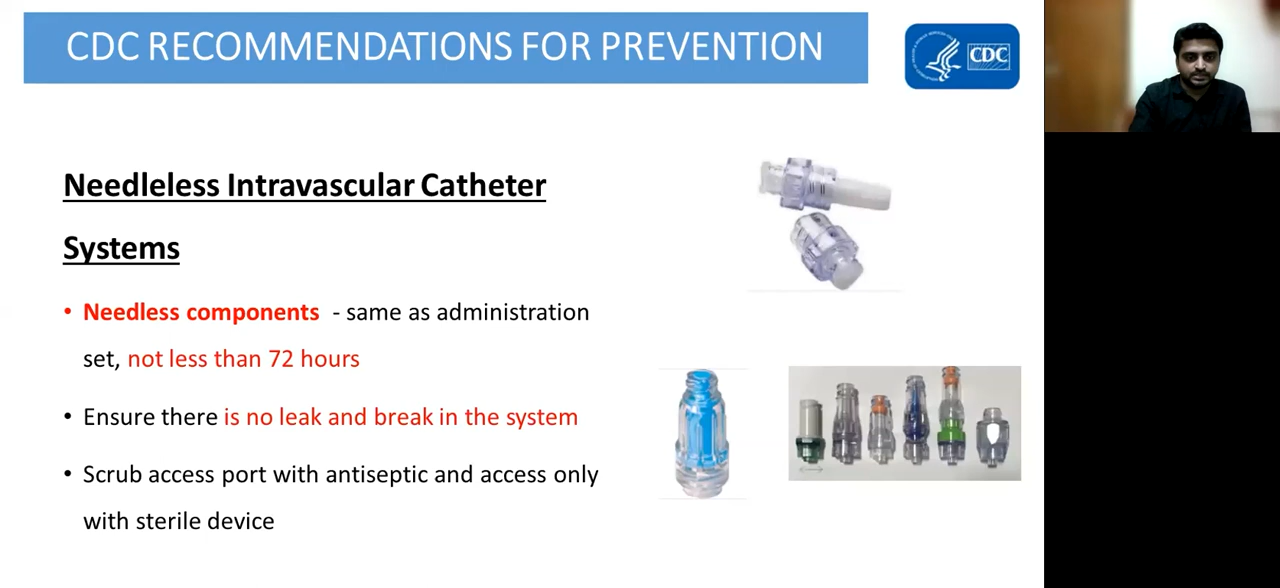 CDC RECOMMENDATIONS FOR PREVENTION
CDC
Needleless Intravascular Catheter
Systems
• Needless components - same as administration
set, not less than 72 hours
• Ensure there is no leak and break in the system
• Scrub access port with antiseptic and access only
with sterile device